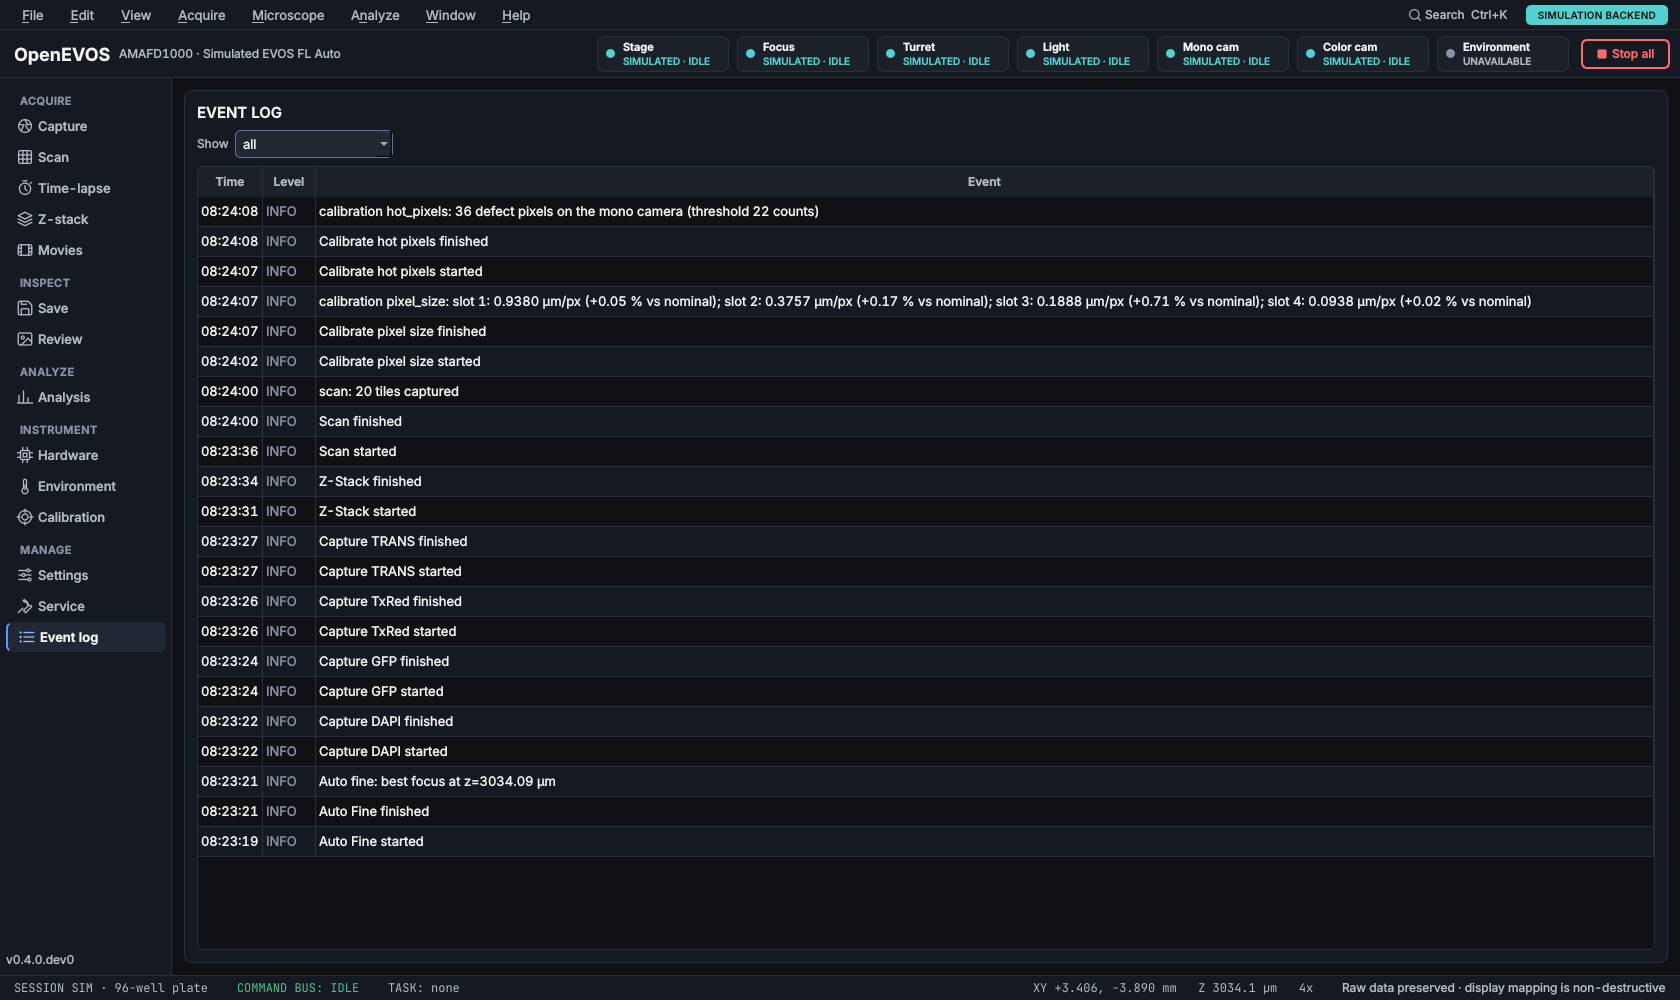 File Edit View Acquire Microscope Analyze Window Help
Search Ctrl+K
SIMULATION BACKEND
OpenEVOS AMAFD1000 · Simulated EVOS FL Auto
Stage
SIMULATED · IDLE
Focus
SIMULATED · IDLE
Turret
SIMULATED · IDLE
Light
SIMULATED · IDLE
Mono cam
SIMULATED · IDLE
Color cam
SIMULATED · IDLE
Environment
UNAVAILABLE
Stop all
ACQUIRE
Capture
Scan
Time-lapse
Z-stack
Movies
INSPECT
Save
Review
ANALYZE
Analysis
INSTRUMENT
Hardware
Environment
Calibration
MANAGE
Settings
Service
Event log
v0.4.0.dev0
EVENT LOG
Show all
Time Level Event
08:24:08 INFO calibration hot_pixels: 36 defect pixels on the mono camera (threshold 22 counts)
08:24:08 INFO Calibrate hot pixels finished
08:24:07 INFO Calibrate hot pixels started
08:24:07 INFO calibration pixel_size: slot 1: 0.9380 µm/px (+0.05 % vs nominal); slot 2: 0.3757 µm/px (+0.17 % vs nominal); slot 3: 0.1888 µm/px (+0.71 % vs nominal); slot 4: 0.0938 µm/px (+0.02 % vs nominal)
08:24:07 INFO Calibrate pixel size finished
08:24:02 INFO Calibrate pixel size started
08:24:00 INFO scan: 20 tiles captured
08:24:00 INFO Scan finished
08:23:36 INFO Scan started
08:23:34 INFO Z-Stack finished
08:23:31 INFO Z-Stack started
08:23:27 INFO Capture TRANS finished
08:23:27 INFO Capture TRANS started
08:23:26 INFO Capture TxRed finished
08:23:26 INFO Capture TxRed started
08:23:24 INFO Capture GFP finished
08:23:24 INFO Capture GFP started
08:23:22 INFO Capture DAPI finished
08:23:22 INFO Capture DAPI started
08:23:21 INFO Auto fine: best focus at z=3034.09 µm
08:23:21 INFO Auto Fine finished
08:23:19 INFO Auto Fine started
SESSION SIM · 96-well plate COMMAND BUS: IDLE TASK: none XY +3.406, -3.890 mm Z 3034.1 µm 4x Raw data preserved · display mapping is non-destructive